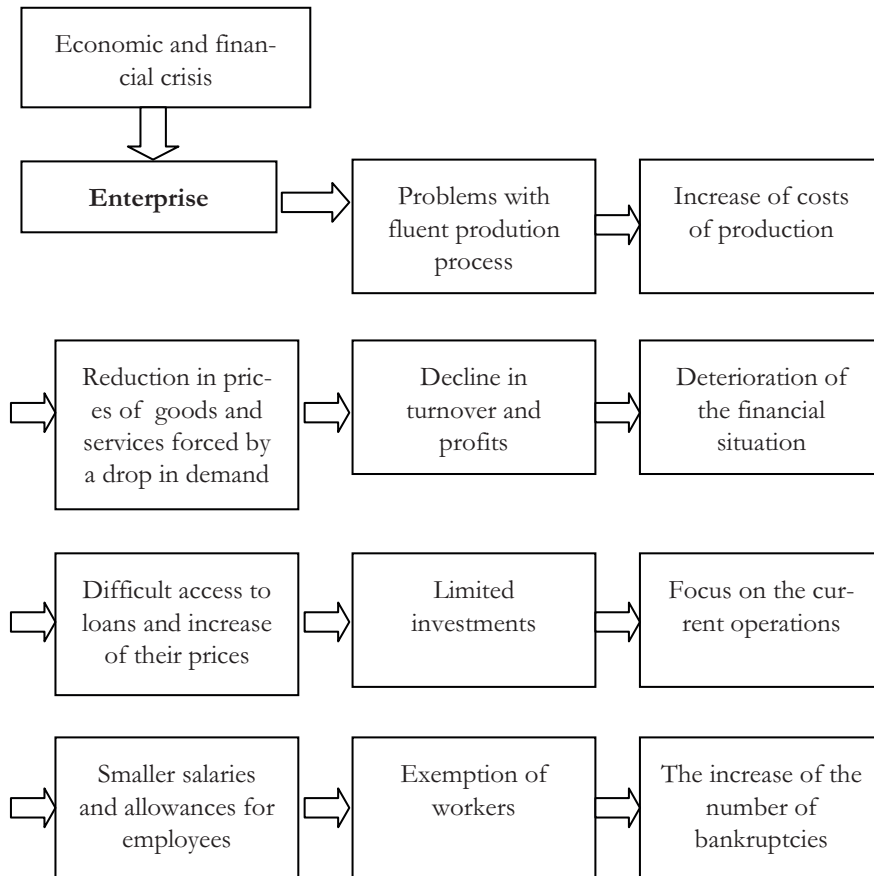 Economic and finan-
cial crisis
Enterprise
Problems with
fluent prodution
process
Increase of costs
of production
Reduction in pric-
es of goods and
services forced by
a drop in demand
Decline in
turnover and
profits
Deterioration of
the financial
situation
Difficult access to
loans and increase
of their prices
Limited
investments
Focus on the cur-
rent operations
Smaller salaries
and allowances for
employees
Exemption of
workers
The increase of the
number of
bankruptcies